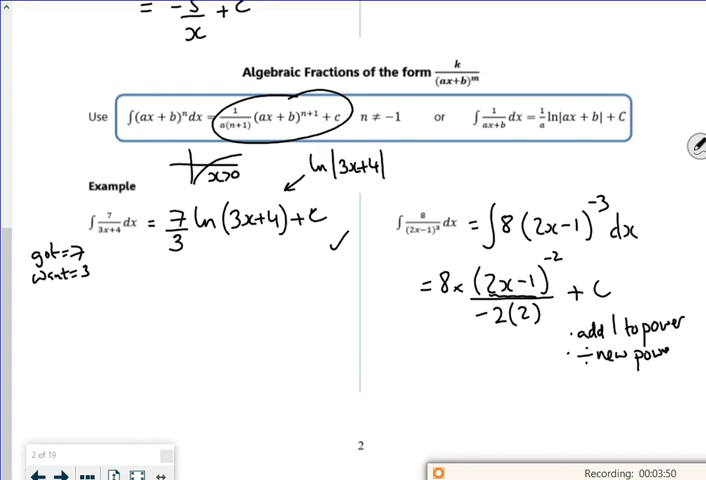 = -5/x + c
Algebraic Fractions of the form k/(ax+b)^m
Use ∫(ax + b)^n dx = 1/a(n+1) (ax + b)^(n+1) + c n ≠ -1 or ∫ 1/ax+b dx = 1/a ln|ax + b| + C
x>0 ln|3x+4|
Example
∫ 7/3x+4 dx = 7/3 ln(3x+4)+c ✓
got=7
want=3
∫ 8/(2x-1)³ dx = ∫8(2x-1)^-3 dx
= 8 × (2x-1)^-2/-2(2) + c
· add 1 to power
· ÷ new powe
2
2 of 19
Recording: 00:03:50